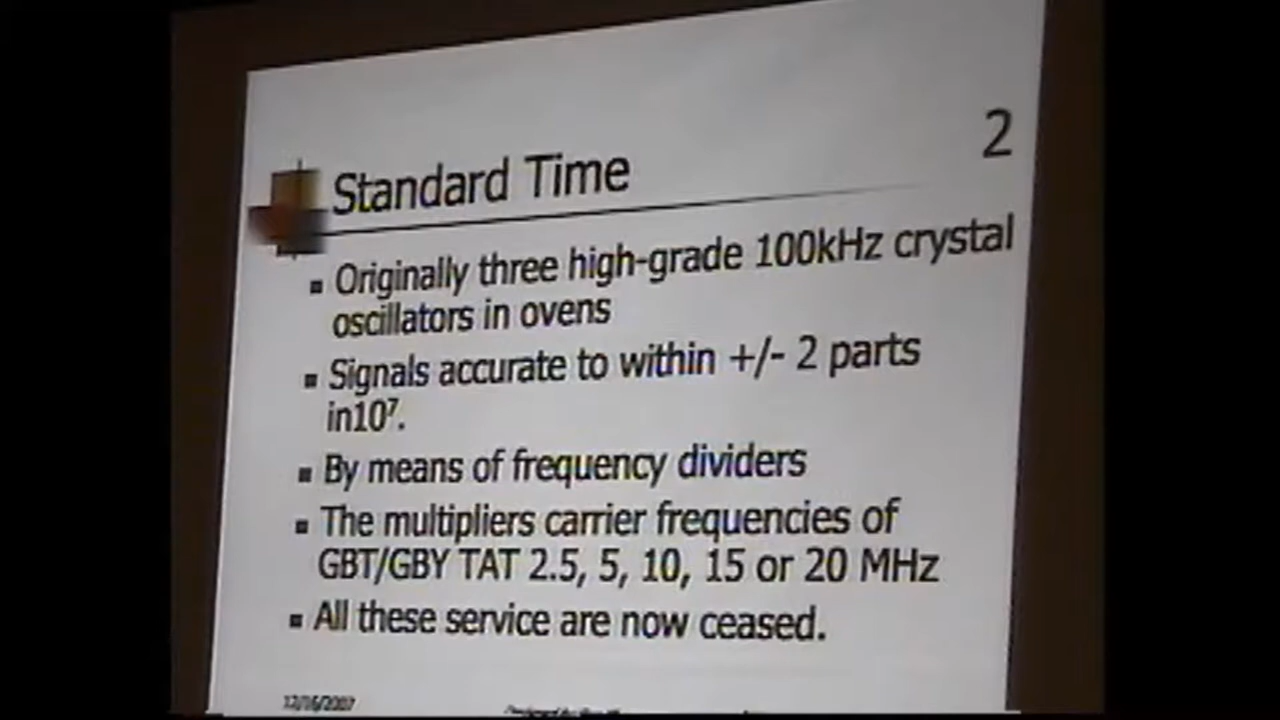 2
Standard Time
Originally three high-grade 100kHz crystal
oscillators in ovens
Signals accurate to within +/- 2 parts
in10⁷.
By means of frequency dividers
The multipliers carrier frequencies of
GBT/GBY TAT 2.5, 5, 10, 15 or 20 MHz
All these service are now ceased.
12/16/2007